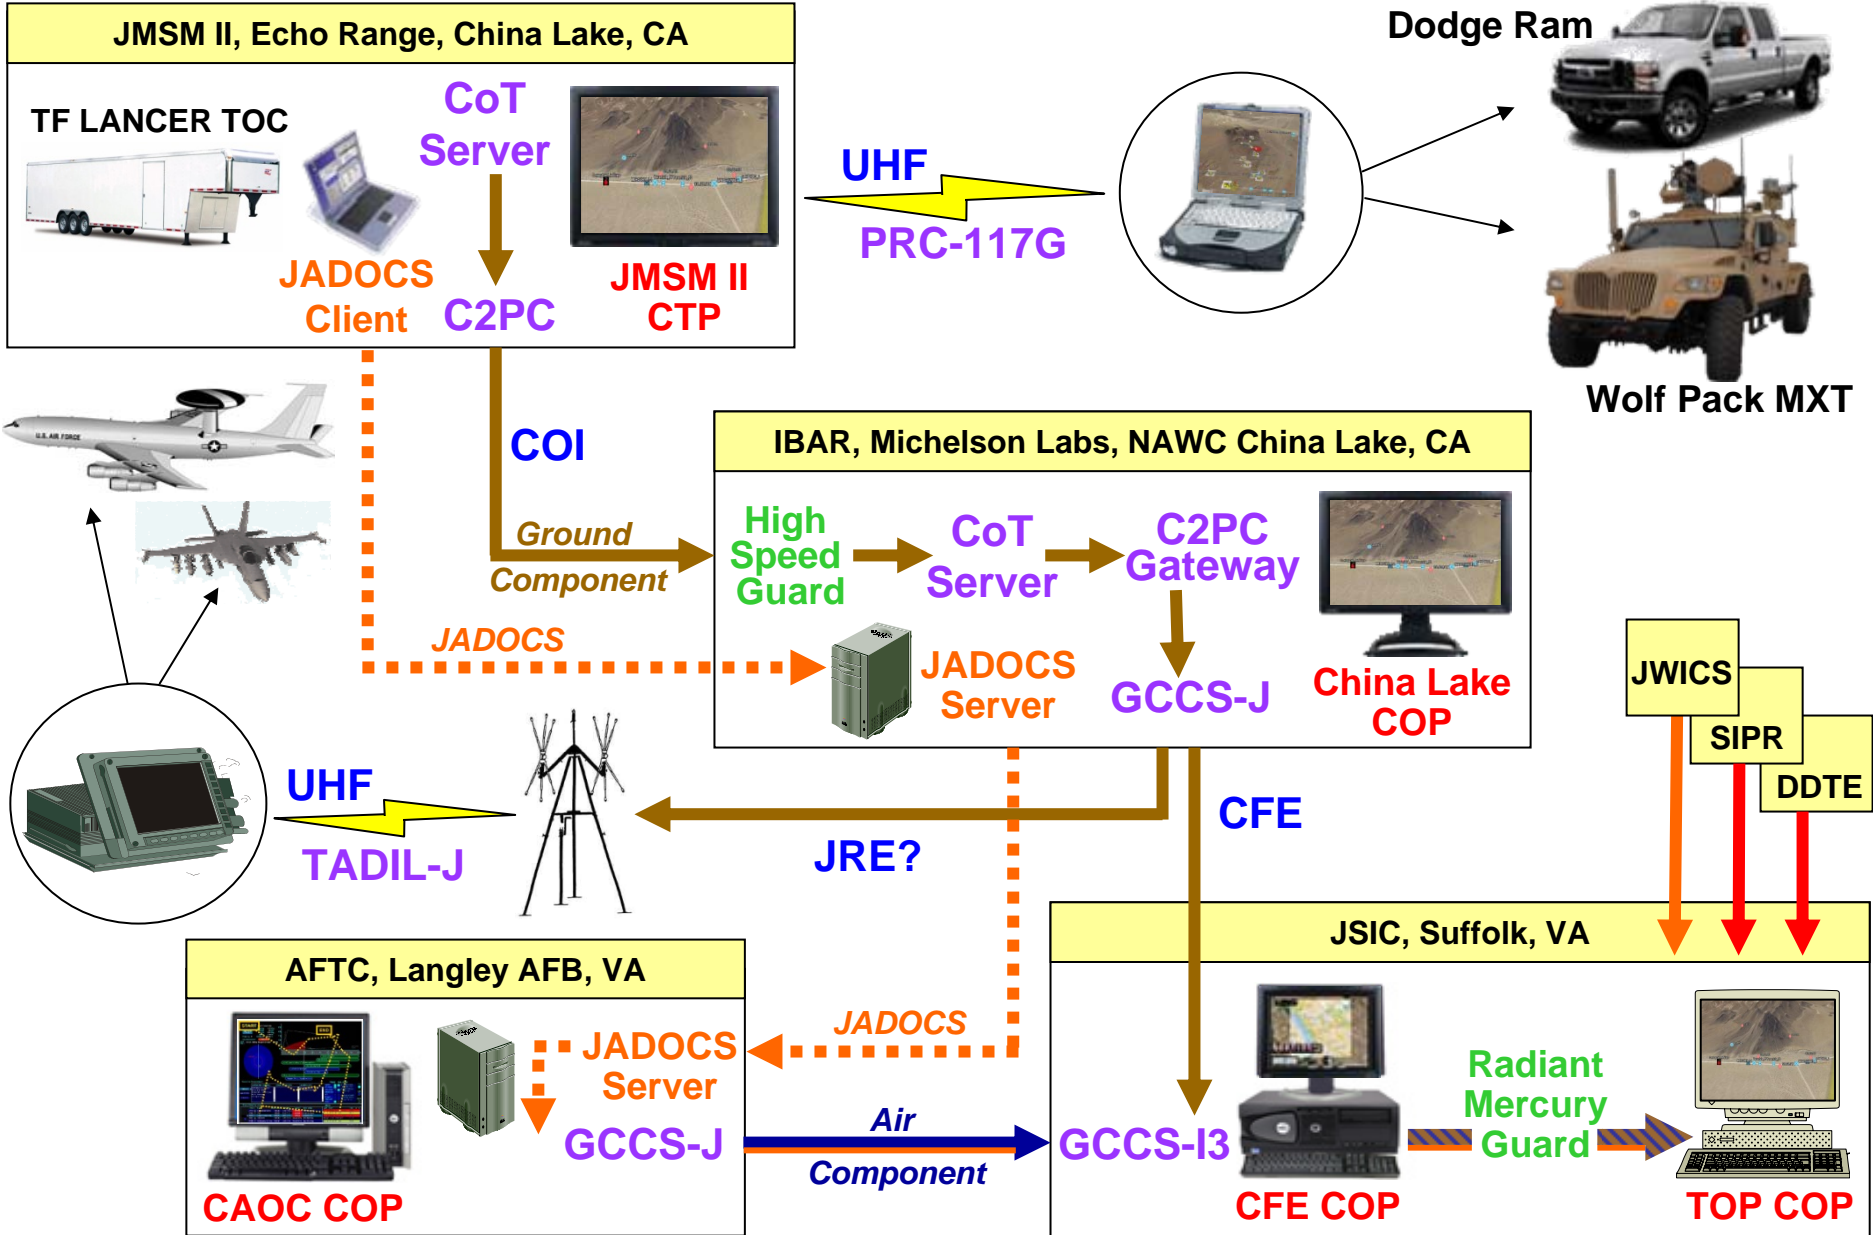 JMSM II, Echo Range, China Lake, CA
TF LANCER TOC
CoT
Server
JADOCS
Client
C2PC
JMSM II
CTP
UHF
PRC-117G
Dodge Ram
Wolf Pack MXT
U.S. AIR FORCE
COI
Ground
Component
JADOCS
IBAR, Michelson Labs, NAWC China Lake, CA
High
Speed
Guard
CoT
Server
C2PC
Gateway
JADOCS
Server
GCCS-J
China Lake
COP
JWICS
SIPR
DDTE
UHF
TADIL-J
JRE?
CFE
AFTC, Langley AFB, VA
JADOCS
Server
GCCS-J
CAOC COP
JADOCS
Air
Component
JSIC, Suffolk, VA
GCCS-I3
CFE COP
Radiant
Mercury
Guard
TOP COP